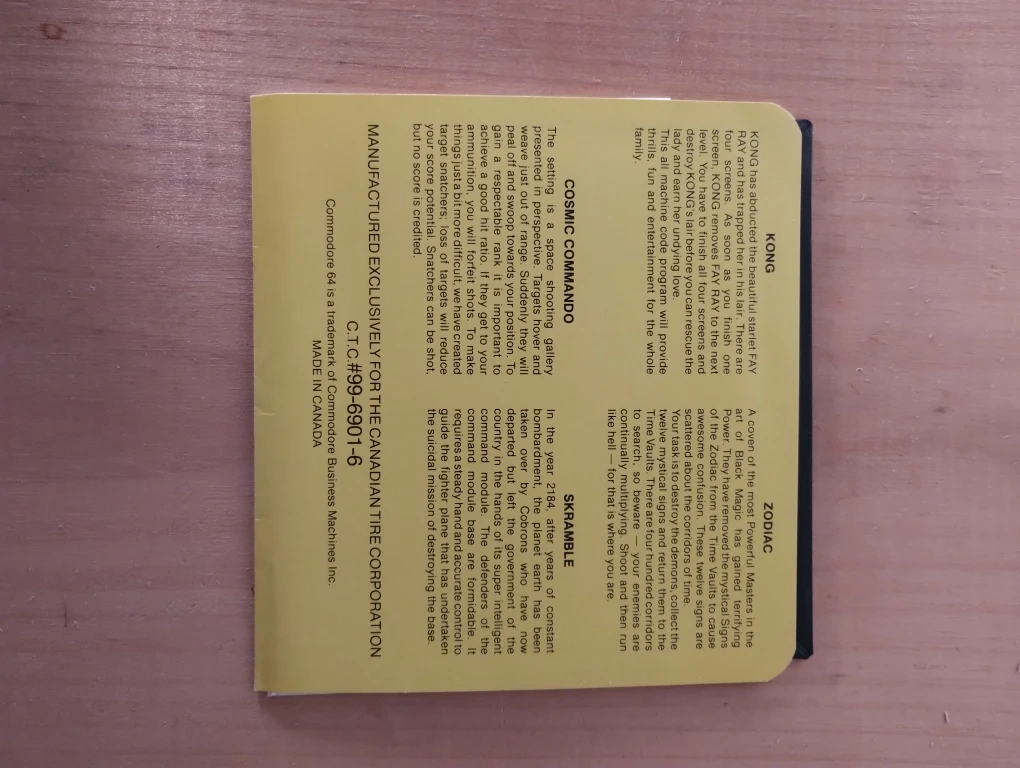 KONG
KONG has abducted the beautiful starlet FAY
RAY and has trapped her in his lair. There are
four screens. As soon as you finish one
screen, KONG removes FAY RAY to the next
level. You have to finish all four screens and
destroy KONG's lair before you can rescue the
lady and earn her undying love.
This all machine code program will provide
thrills, fun and entertainment for the whole
family.
ZODIAC
A coven of the most Powerful Masters in the
art of Black Magic has gained terrifying
Power. They have removed the mystical Signs
of the Zodiac from the Time Vaults to cause
awesome confusion. These twelve signs are
scattered about the corridors of time.
Your task is to destroy the demons, collect the
twelve mystical signs and return them to the
Time Vaults. There are four hundred corridors
to search, so beware — your enemies are
continually multiplying. Shoot and then run
like hell — for that is where you are.
COSMIC COMMANDO
The setting is a space shooting gallery
presented in perspective. Targets hover and
weave just out of range. Suddenly they will
peal off and swoop towards your position. To
gain a respectable rank it is important to
achieve a good hit ratio. If they get to your
ammunition, you will forfeit shots. To make
things just a bit more difficult, we have created
target snatchers; loss of targets will reduce
your score potential. Snatchers can be shot,
but no score is credited.
SKRAMBLE
In the year 2184, after years of constant
bombardment, the planet earth has been
taken over by Cobrons who have now
departed but left the government of the
country in the hands of its super intelligent
command module. The defenders of the
command module base are formidable. It
requires a steady hand and accurate control to
guide the fighter plane that has undertaken
the suicidal mission of destroying the base.
MANUFACTURED EXCLUSIVELY FOR THE CANADIAN TIRE CORPORATION
C.T.C.#99-6901-6
Commodore 64 is a trademark of Commodore Business Machines Inc.
MADE IN CANADA